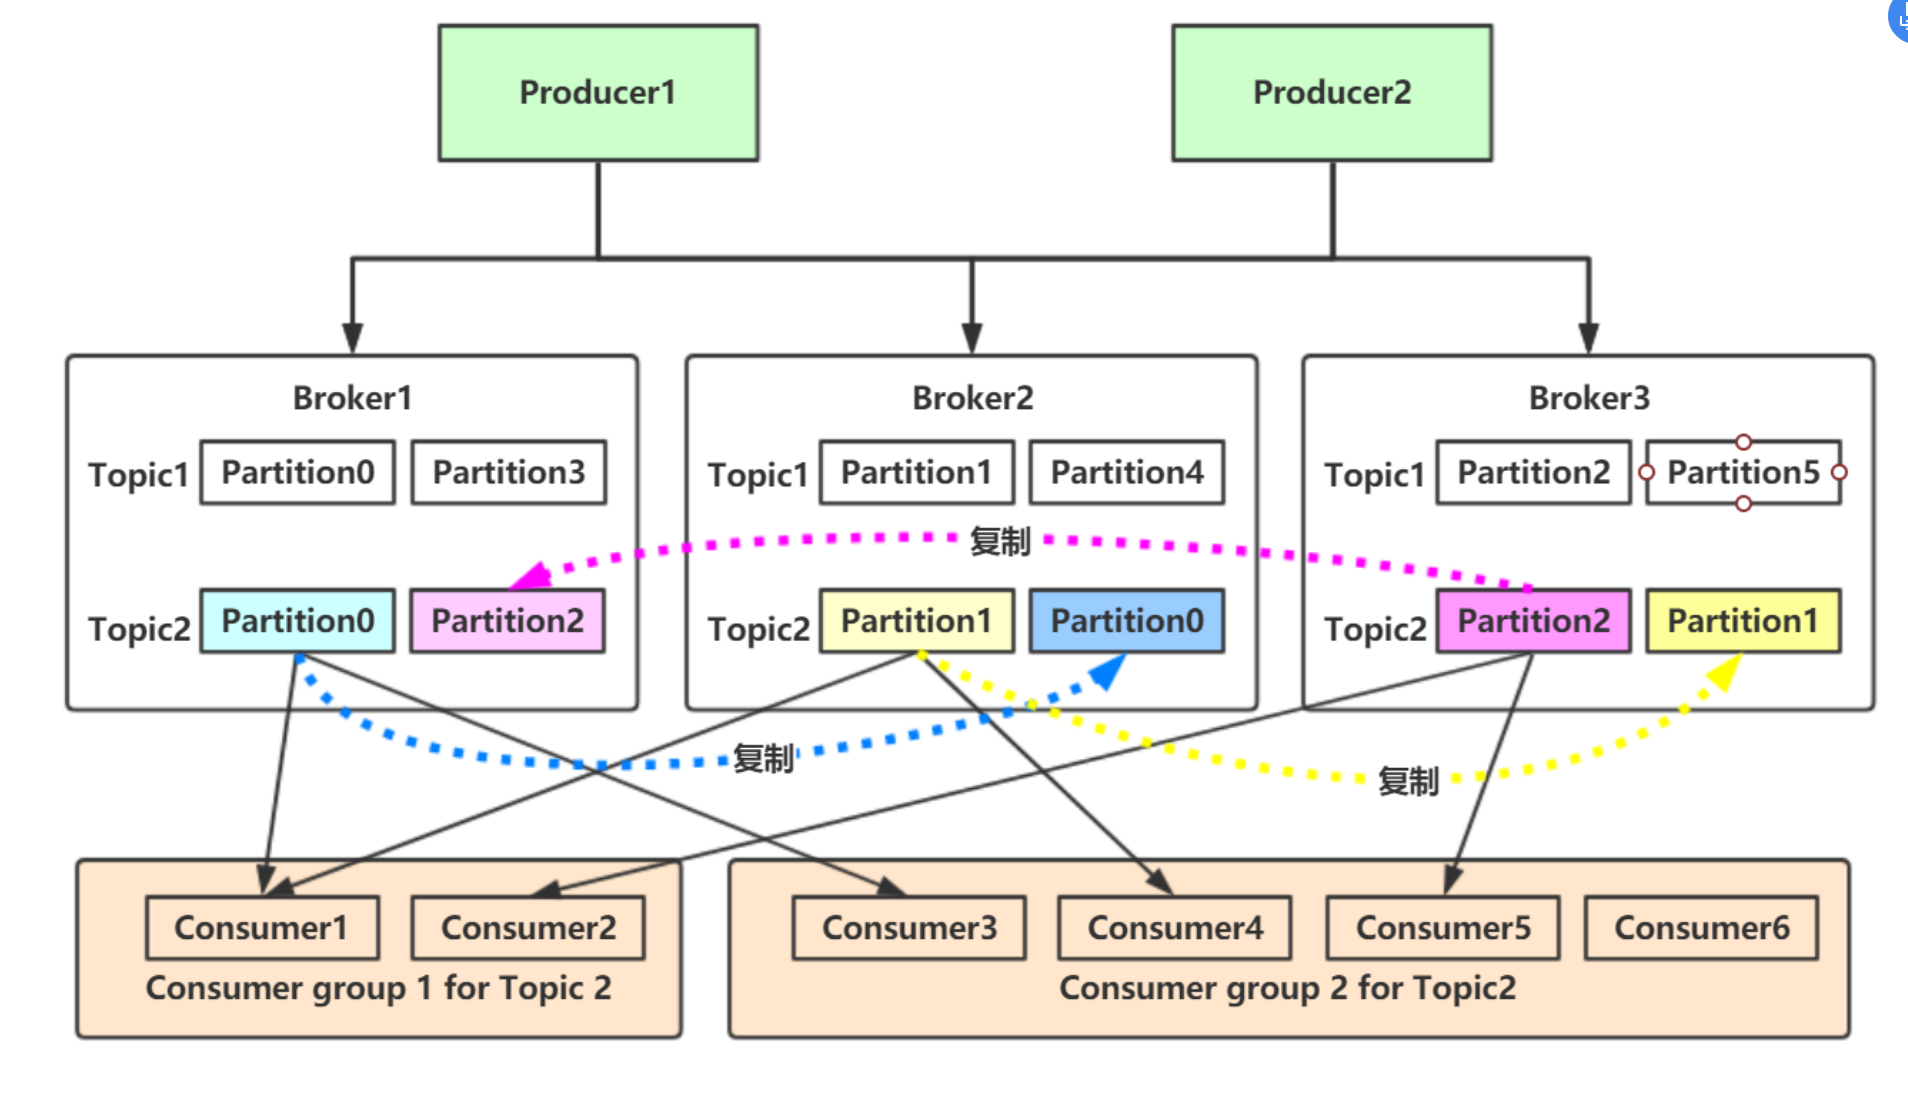 Producer1
Producer2
Broker1
Broker2
Broker3
Topic1 Partition0 Partition3
Topic1 Partition1 Partition4
Topic1 Partition2 Partition5
复制
Topic2 Partition0 Partition2
Topic2 Partition1 Partition0
Topic2 Partition2 Partition1
复制
复制
Consumer1 Consumer2
Consumer group 1 for Topic 2
Consumer3 Consumer4 Consumer5 Consumer6
Consumer group 2 for Topic2